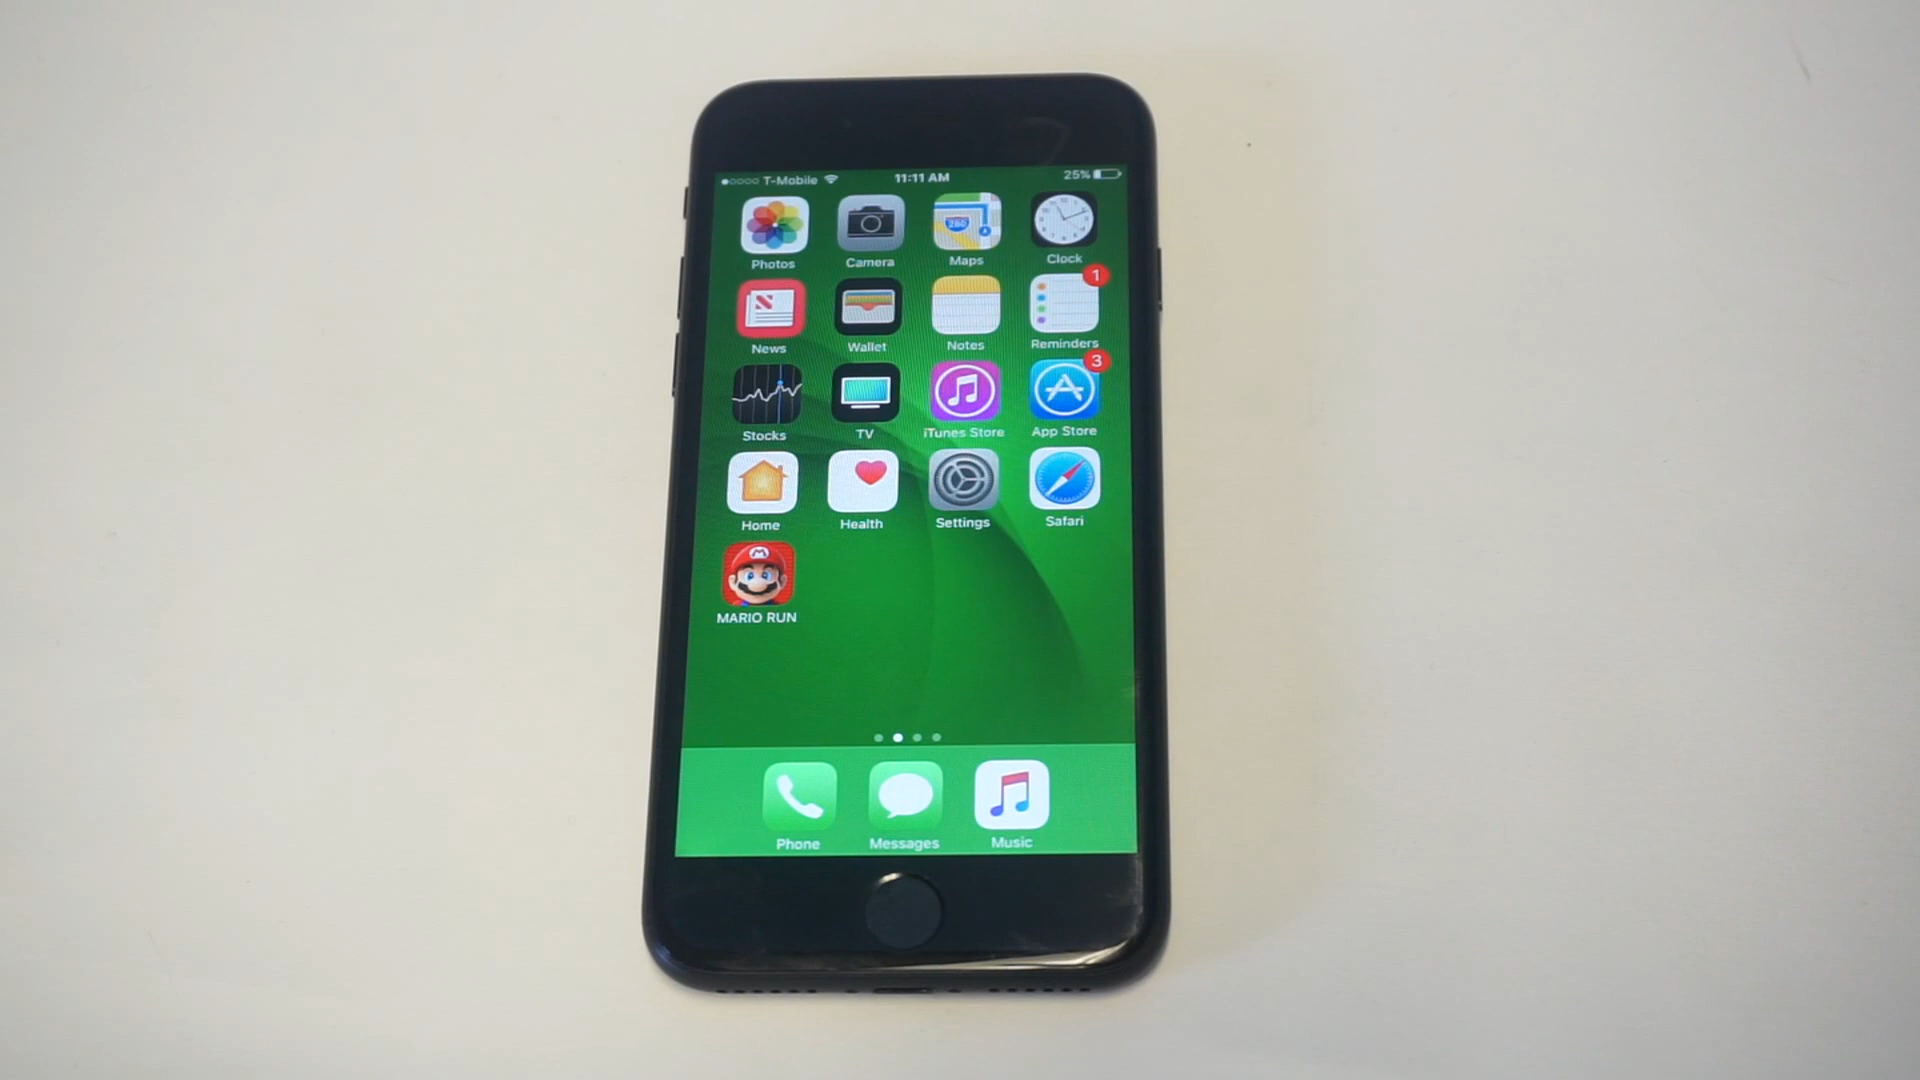 T-Mobile 11:11 AM 25%
Photos Camera Maps Clock
280
1
News Wallet Notes Reminders
3
Stocks TV iTunes Store App Store
Home Health Settings Safari
M
MARIO RUN
Phone Messages Music